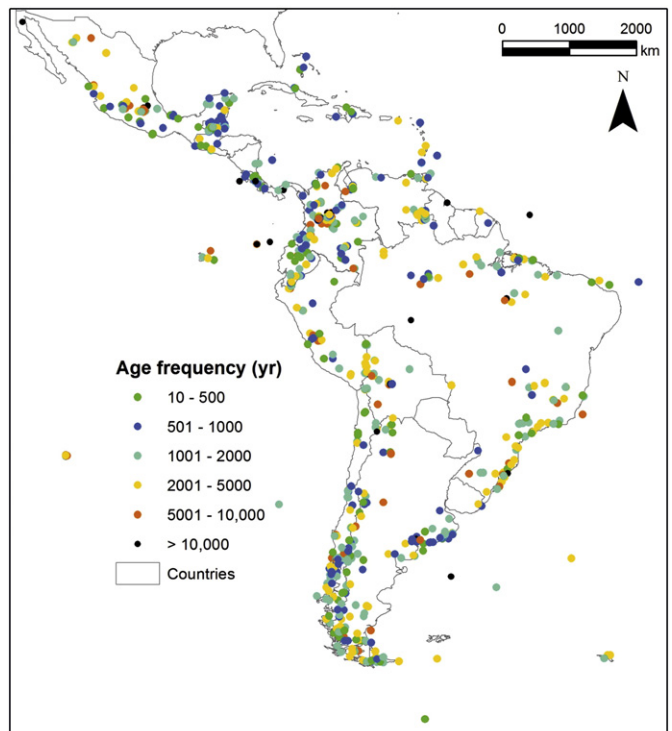 0 1000 2000
km
N
Age frequency (yr)
10 - 500
501 - 1000
1001 - 2000
2001 - 5000
5001 - 10,000
> 10,000
Countries